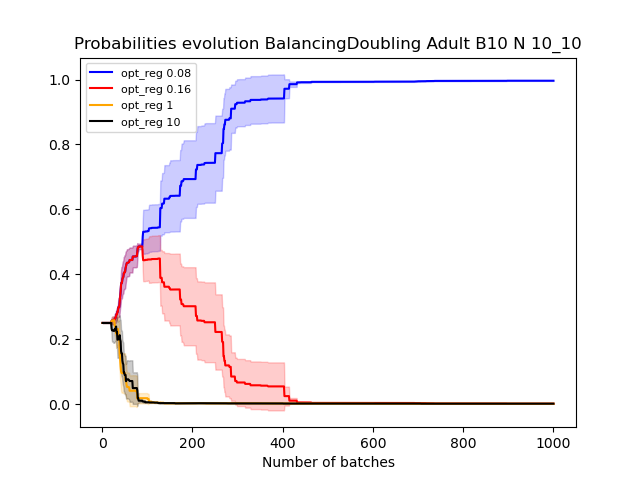 Probabilities evolution BalancingDoubling Adult B10 N 10_10
opt_reg 0.08
opt_reg 0.16
opt_reg 1
opt_reg 10
1.0
0.8
0.6
0.4
0.2
0.0
0 200 400 600 800 1000
Number of batches